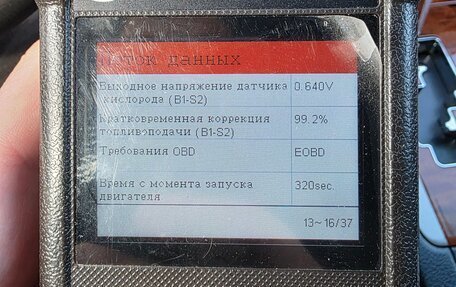 Поток данных
Выходное напряжение датчика 0.640V
кислорода (B1-S2)
Кратковременная коррекция 99.2%
топливоподачи (B1-S2)
Требования OBD EOBD
Время с момента запуска 320sec.
двигателя
13~16/37